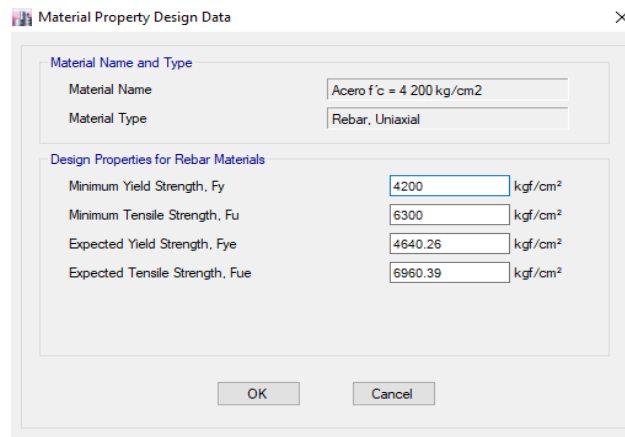 Material Property Design Data
Material Name and Type
Material Name Acero f´c = 4 200 kg/cm2
Material Type Rebar, Uniaxial
Design Properties for Rebar Materials
Minimum Yield Strength, Fy 4200 kgf/cm²
Minimum Tensile Strength, Fu 6300 kgf/cm²
Expected Yield Strength, Fye 4640.26 kgf/cm²
Expected Tensile Strength, Fue 6960.39 kgf/cm²
OK Cancel